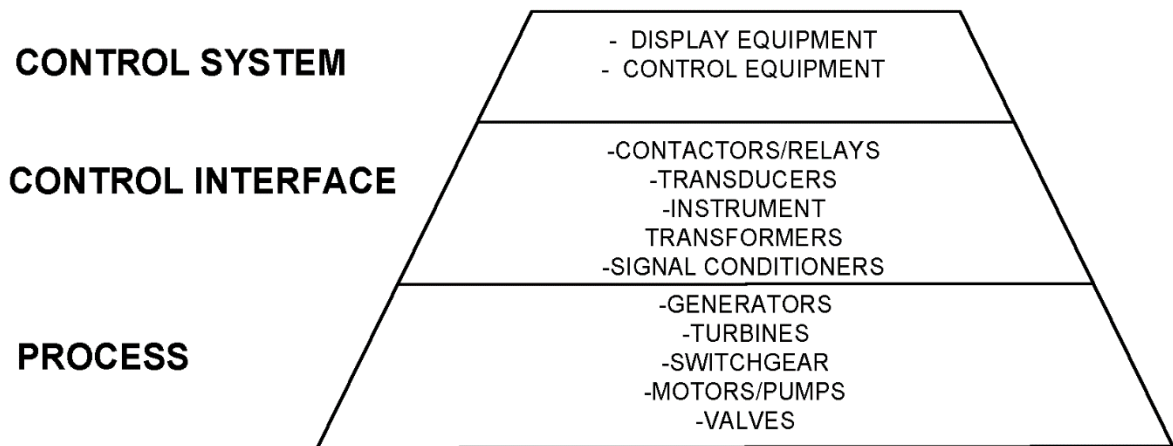 CONTROL SYSTEM
- DISPLAY EQUIPMENT
- CONTROL EQUIPMENT
CONTROL INTERFACE
-CONTACTORS/RELAYS
-TRANSDUCERS
-INSTRUMENT
TRANSFORMERS
-SIGNAL CONDITIONERS
PROCESS
-GENERATORS
-TURBINES
-SWITCHGEAR
-MOTORS/PUMPS
-VALVES